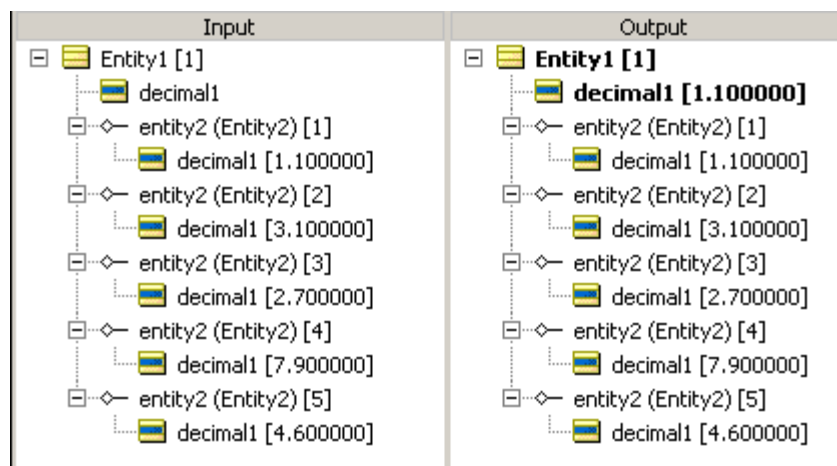 Input
Entity1 [1]
decimal1
entity2 (Entity2) [1]
decimal1 [1.100000]
entity2 (Entity2) [2]
decimal1 [3.100000]
entity2 (Entity2) [3]
decimal1 [2.700000]
entity2 (Entity2) [4]
decimal1 [7.900000]
entity2 (Entity2) [5]
decimal1 [4.600000]
Output
Entity1 [1]
decimal1 [1.100000]
entity2 (Entity2) [1]
decimal1 [1.100000]
entity2 (Entity2) [2]
decimal1 [3.100000]
entity2 (Entity2) [3]
decimal1 [2.700000]
entity2 (Entity2) [4]
decimal1 [7.900000]
entity2 (Entity2) [5]
decimal1 [4.600000]